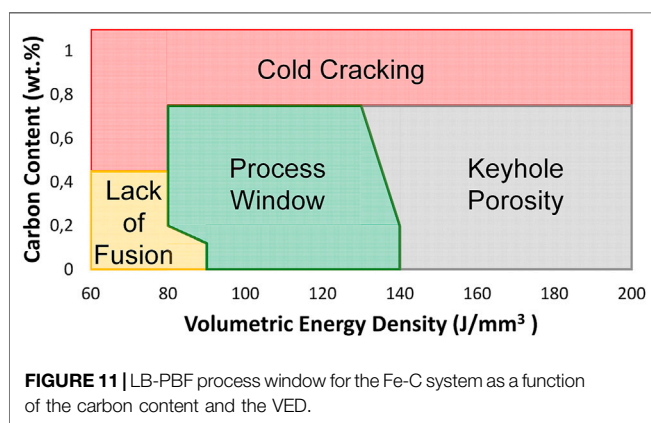 Carbon Content (wt.%)
1
0,8
0,6
0,4
0,2
0
Cold Cracking
Process
Window
Keyhole
Porosity
Lack
of
Fusion
60
80
100
120
140
160
180
200
Volumetric Energy Density (J/mm³ )
FIGURE 11 | LB-PBF process window for the Fe-C system as a function
of the carbon content and the VED.